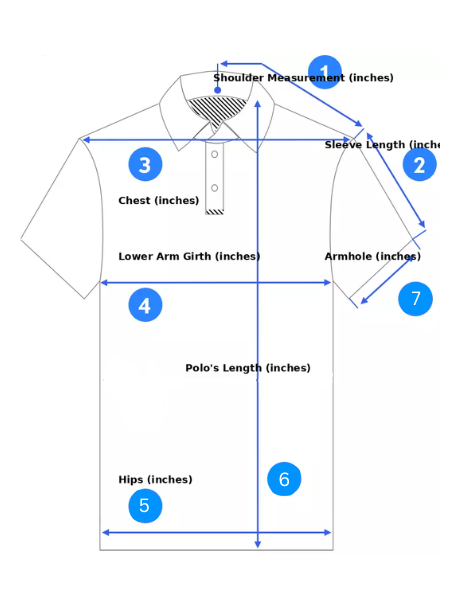 1
Shoulder Measurement (inches)
Sleeve Length (inche
3
2
Chest (inches)
Lower Arm Girth (inches)
Armhole (inches)
4
7
Polo's Length (inches)
Hips (inches)
6
5